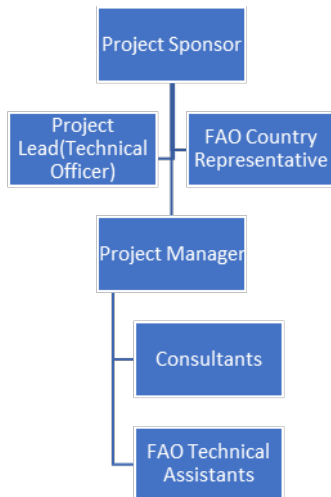 Project Sponsor
Project
Lead(Technical
Officer)
FAO Country
Representative
Project Manager
Consultants
FAO Technical
Assistants